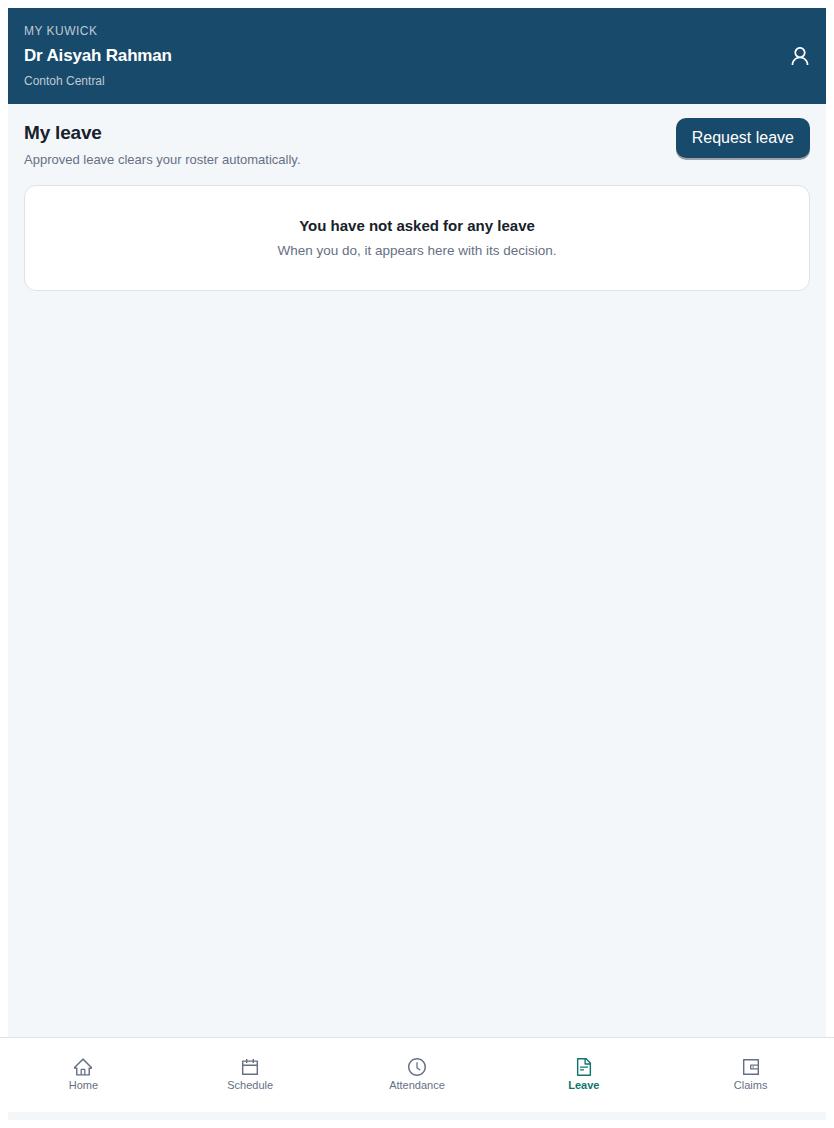 MY KUWICK
Dr Aisyah Rahman
Contoh Central
My leave
Request leave
Approved leave clears your roster automatically.
You have not asked for any leave
When you do, it appears here with its decision.
Home
Schedule
Attendance
Leave
Claims